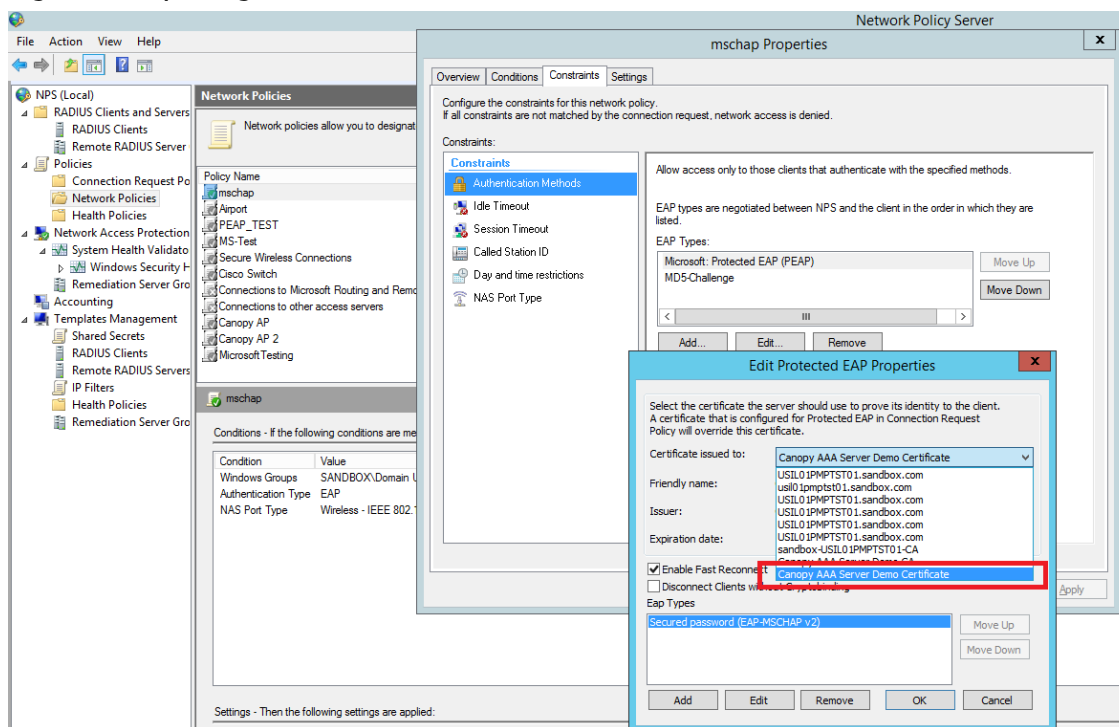 Network Policy Server
File Action View Help
NPS (Local)
RADIUS Clients and Servers
RADIUS Clients
Remote RADIUS Server
Policies
Connection Request Po
Network Policies
Health Policies
Network Access Protection
System Health Validato
Windows Security H
Remediation Server Gro
Accounting
Templates Management
Shared Secrets
RADIUS Clients
Remote RADIUS Servers
IP Filters
Health Policies
Remediation Server Gro
Network Policies
Network policies allow you to designat
Policy Name
mschap
Airport
PEAP_TEST
MS-Test
Secure Wireless Connections
Cisco Switch
Connections to Microsoft Routing and Remo
Connections to other access servers
Canopy AP
Canopy AP 2
MicrosoftTesting
mschap
Conditions - If the following conditions are me
Condition Value
Windows Groups SANDBOX\Domain U
Authentication Type EAP
NAS Port Type Wireless - IEEE 802.1
Settings - Then the following settings are applied:
mschap Properties
x
Overview Conditions Constraints Settings
Configure the constraints for this network policy.
If all constraints are not matched by the connection request, network access is denied.
Constraints:
Constraints
Authentication Methods
Idle Timeout
Session Timeout
Called Station ID
Day and time restrictions
NAS Port Type
Allow access only to those clients that authenticate with the specified methods.
EAP types are negotiated between NPS and the client in the order in which they are
listed.
EAP Types:
Microsoft: Protected EAP (PEAP)
MD5-Challenge
Move Up
Move Down
Add... Edit... Remove
Apply
Edit Protected EAP Properties
x
Select the certificate the server should use to prove its identity to the client.
A certificate that is configured for Protected EAP in Connection Request
Policy will override this certificate.
Certificate issued to: Canopy AAA Server Demo Certificate
Friendly name:
Issuer:
Expiration date:
USIL01PMPTST01.sandbox.com
usil01pmptst01.sandbox.com
USIL01PMPTST01.sandbox.com
USIL01PMPTST01.sandbox.com
USIL01PMPTST01.sandbox.com
USIL01PMPTST01.sandbox.com
sandbox-USIL01PMPTST01-CA
Canopy AAA Server Demo CA
Canopy AAA Server Demo Certificate
Enable Fast Reconnect
Disconnect Clients without Cryptobinding
Eap Types
Secured password (EAP-MSCHAP v2)
Move Up
Move Down
Add Edit Remove OK Cancel